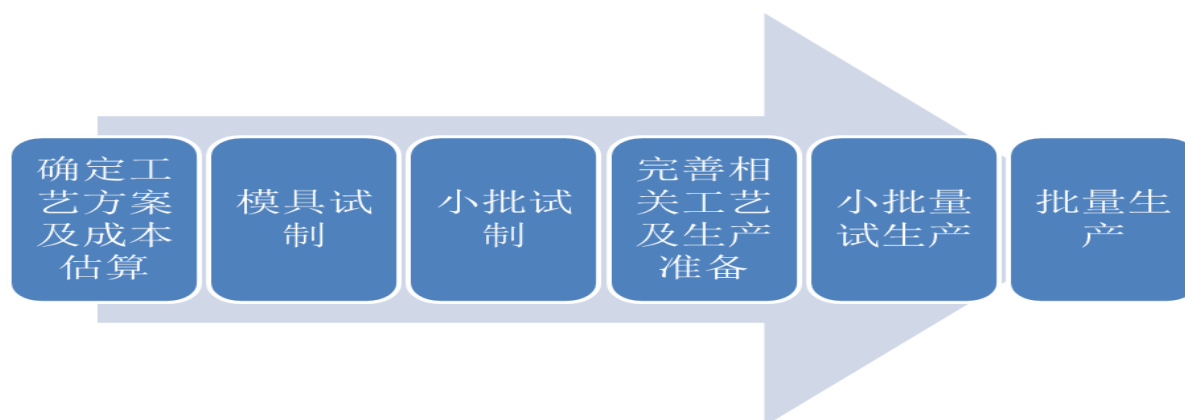 确定工
艺方案
及成本
估算
模具试
制
小批试
制
完善相
关工艺
及生产
准备
小批量
试生产
批量生
产